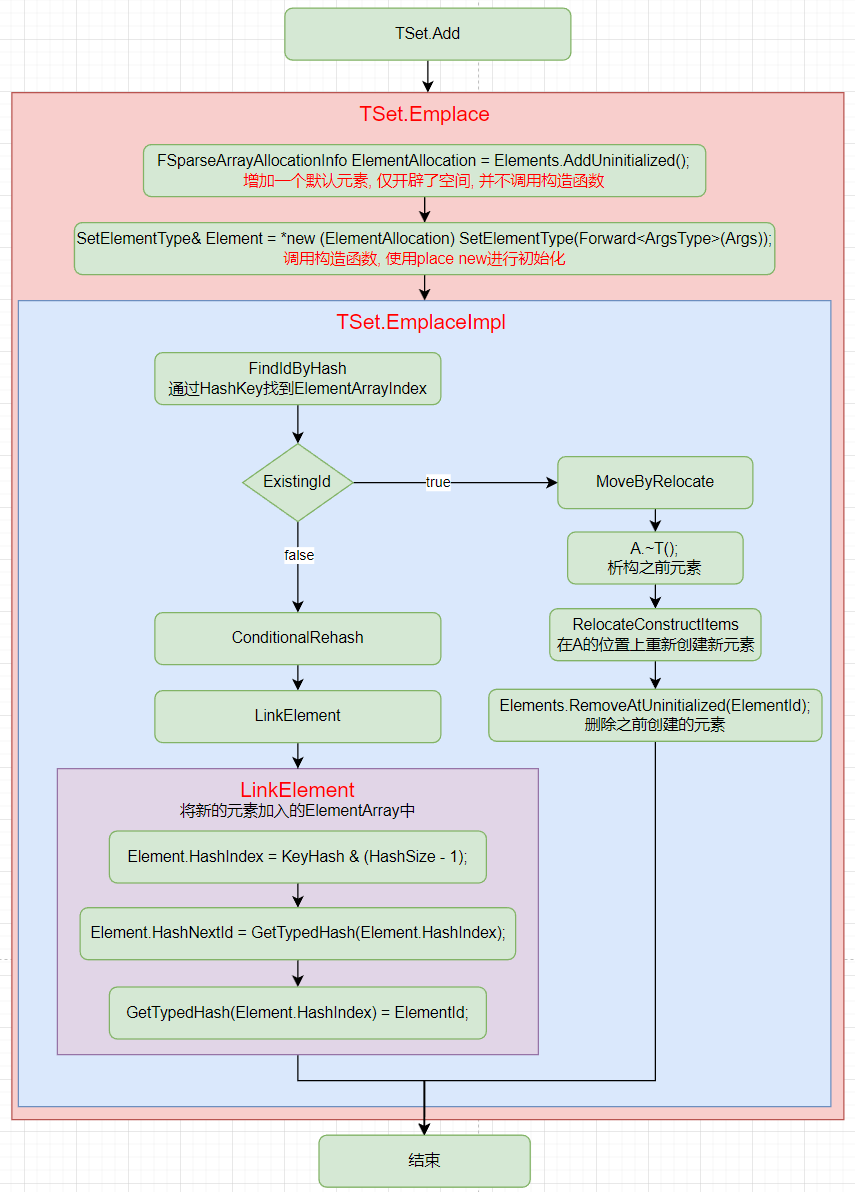 TSet.Add
TSet.Emplace
FSparseArrayAllocationInfo ElementAllocation = Elements.AddUninitialized();
增加一个默认元素, 仅开辟了空间, 并不调用构造函数
SetElementType& Element = *new (ElementAllocation) SetElementType(Forward<ArgsType>(Args));
调用构造函数, 使用place new进行初始化
TSet.EmplaceImpl
FindIdByHash
通过HashKey找到ElementArrayIndex
ExistingId
true
MoveByRelocate
A.~T();
析构之前元素
RelocateConstructItems
在A的位置上重新创建新元素
Elements.RemoveAtUninitialized(ElementId);
删除之前创建的元素
false
ConditionalRehash
LinkElement
LinkElement
将新的元素加入的ElementArray中
Element.HashIndex = KeyHash & (HashSize - 1);
Element.HashNextId = GetTypedHash(Element.HashIndex);
GetTypedHash(Element.HashIndex) = ElementId;
结束